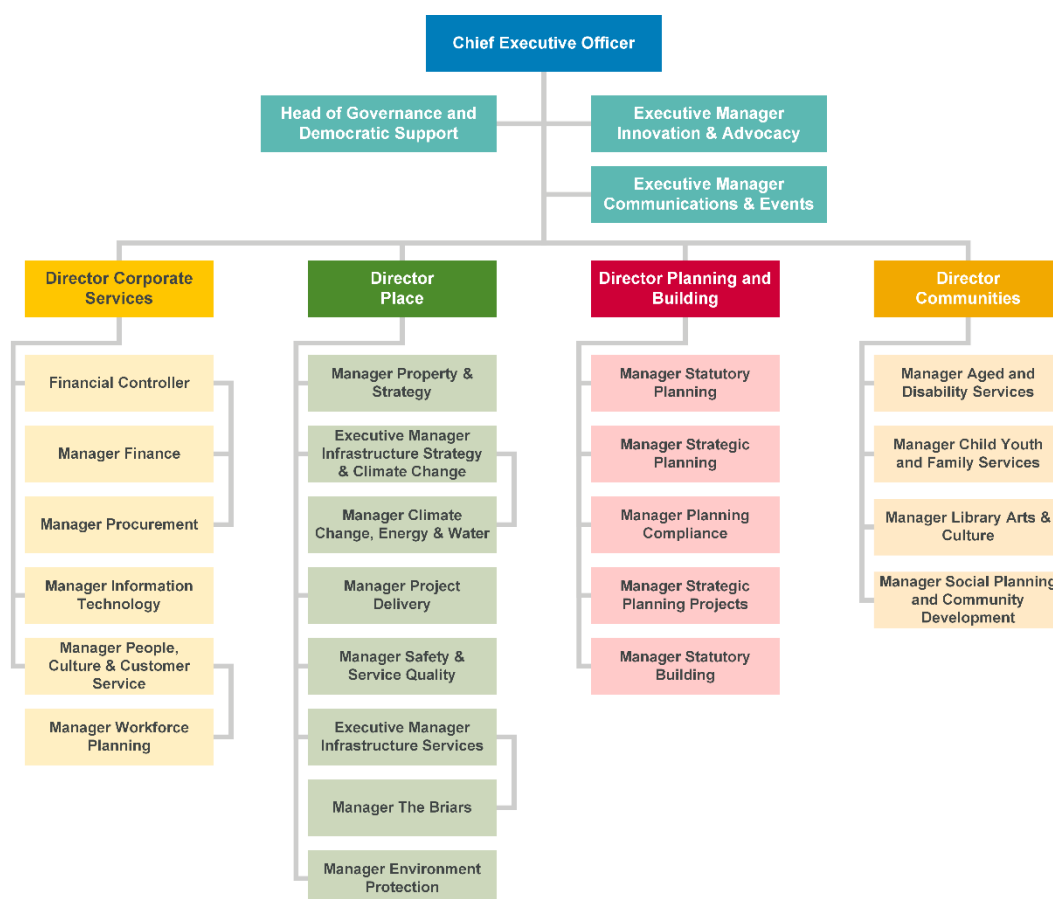 Chief Executive Officer
Head of Governance and
Democratic Support
Executive Manager
Innovation & Advocacy
Executive Manager
Communications & Events
Director Corporate
Services
Financial Controller
Manager Finance
Manager Procurement
Manager Information
Technology
Manager People,
Culture & Customer
Service
Manager Workforce
Planning
Director
Place
Manager Property &
Strategy
Executive Manager
Infrastructure Strategy
& Climate Change
Manager Climate
Change, Energy & Water
Manager Project
Delivery
Manager Safety &
Service Quality
Executive Manager
Infrastructure Services
Manager The Briars
Manager Environment
Protection
Director Planning and
Building
Manager Statutory
Planning
Manager Strategic
Planning
Manager Planning
Compliance
Manager Strategic
Planning Projects
Manager Statutory
Building
Director
Communities
Manager Aged and
Disability Services
Manager Child Youth
and Family Services
Manager Library Arts &
Culture
Manager Social Planning
and Community
Development